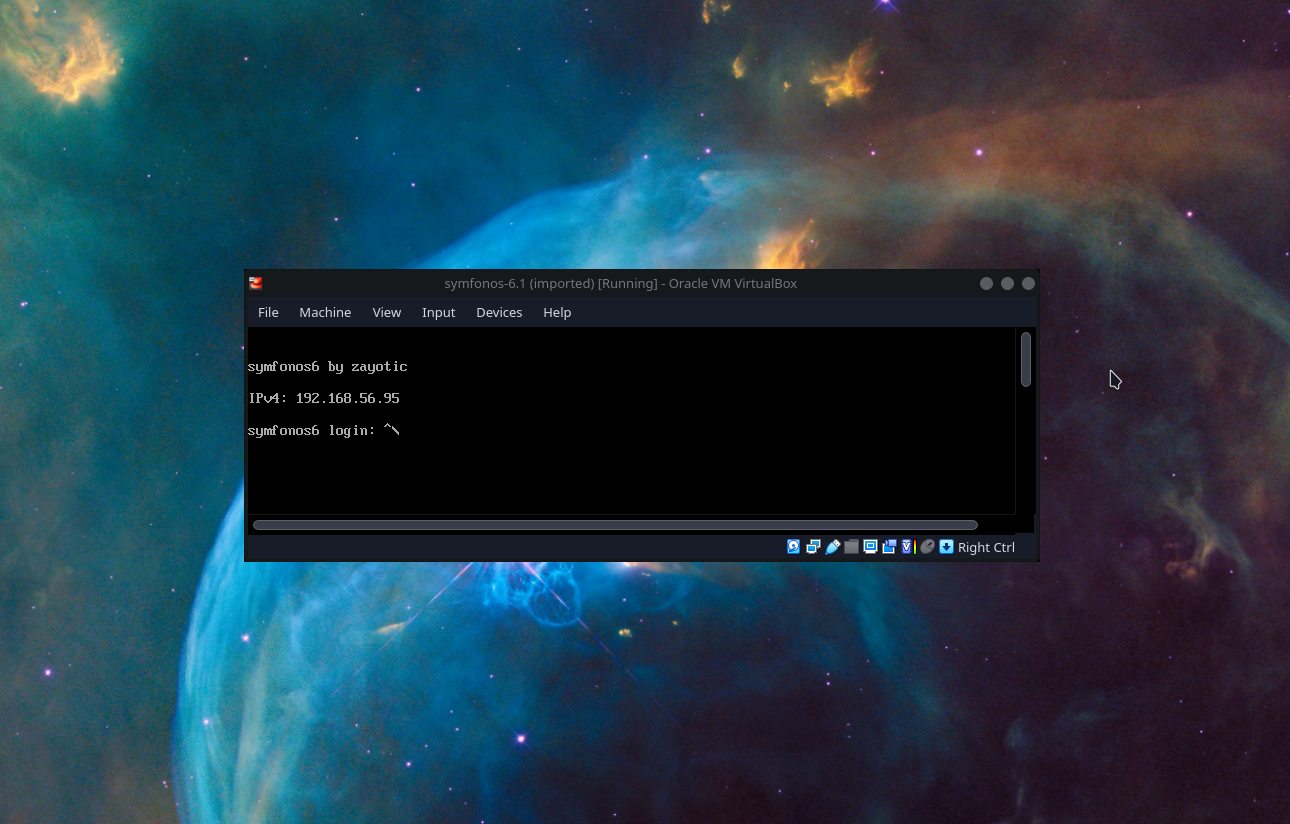 symfonos-6.1 (imported) [Running] - Oracle VM VirtualBox
File Machine View Input Devices Help
symfonos6 by zayotic
IPv4: 192.168.56.95
symfonos6 login: ^\
Right Ctrl